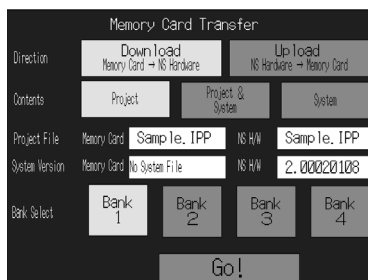 Memory Card Transfer
Direction
Download
Memory Card → NS Hardware
Upload
NS Hardware → Memory Card
Contents
Project
Project &
System
System
Project File Memory Card Sample.IPP NS H/W Sample.IPP
System Version Memory Card No System File NS H/W 2.00020108
Bank Select
Bank
1
Bank
2
Bank
3
Bank
4
Go!